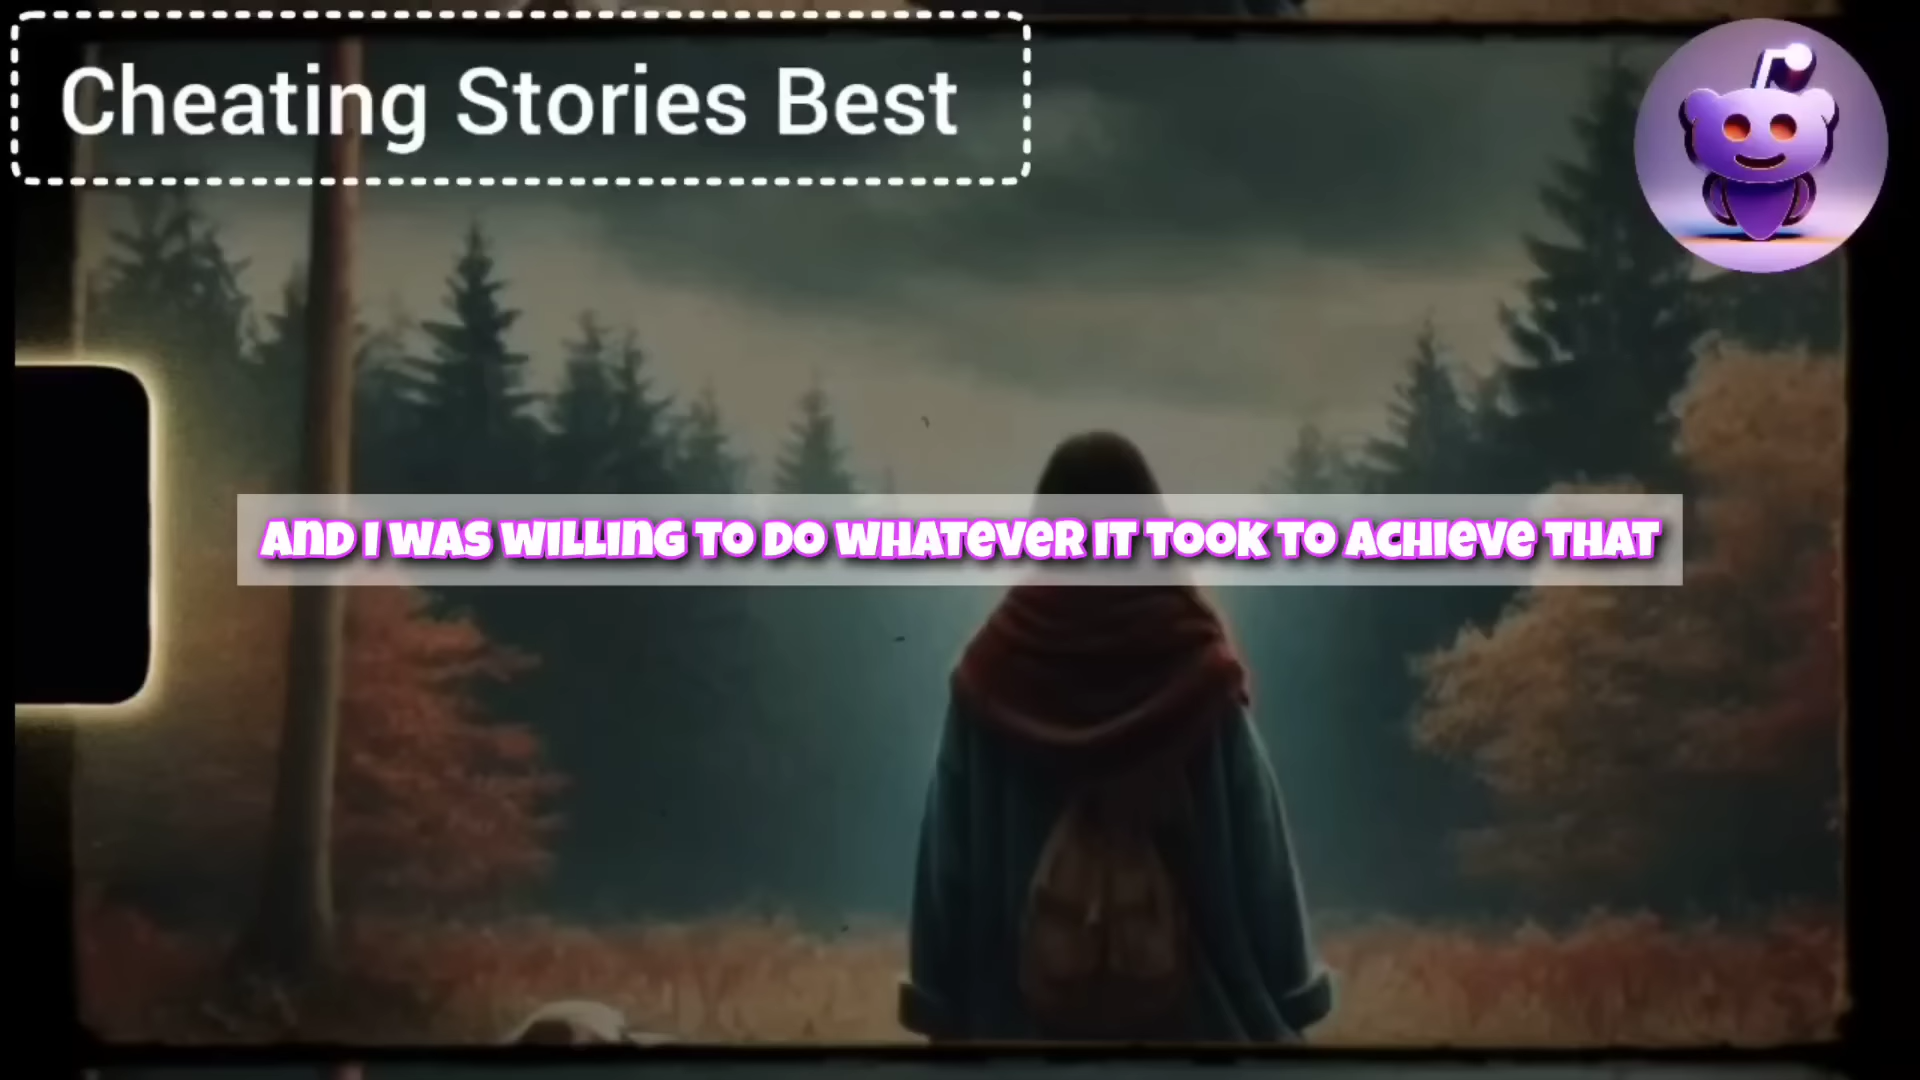 Cheating Stories Best
AND I WAS WILLING TO DO WHATEVER IT TOOK TO ACHIEVE THAT